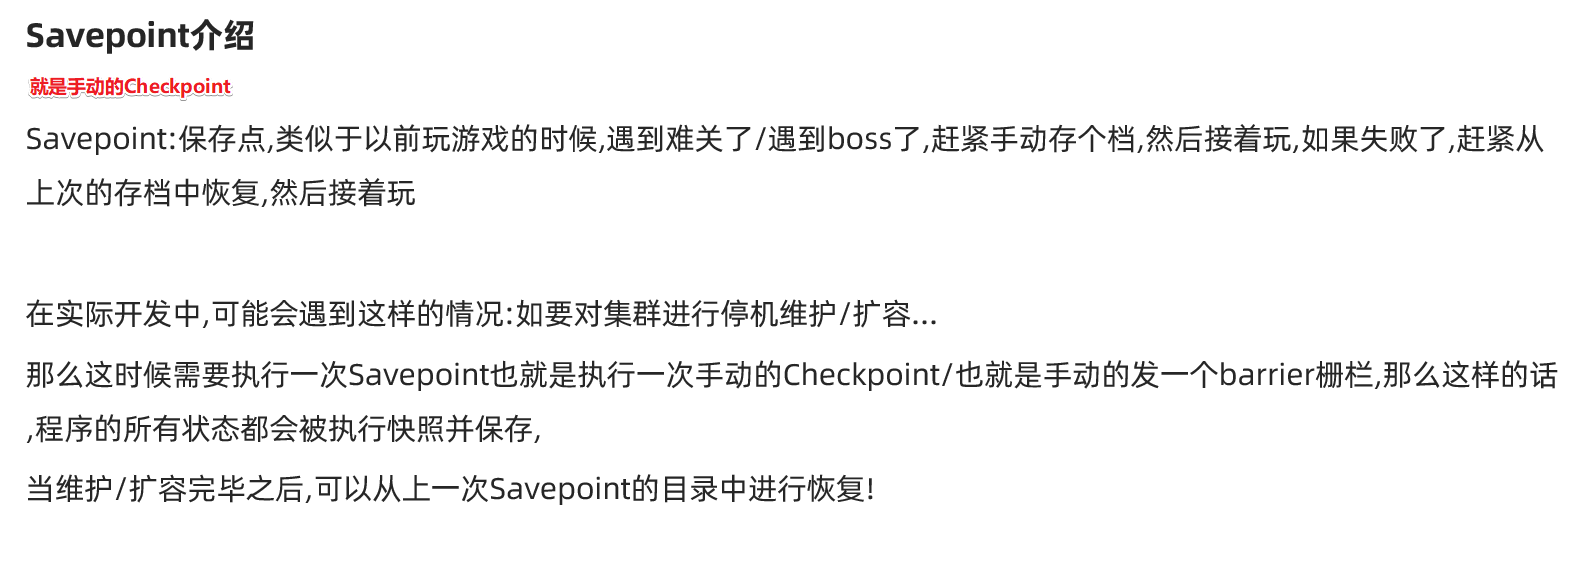 Savepoint介绍
就是手动的Checkpoint
Savepoint:保存点,类似于以前玩游戏的时候,遇到难关了/遇到boss了,赶紧手动存个档,然后接着玩,如果失败了,赶紧从
上次的存档中恢复,然后接着玩
在实际开发中,可能会遇到这样的情况:如要对集群进行停机维护/扩容...
那么这时候需要执行一次Savepoint也就是执行一次手动的Checkpoint/也就是手动的发一个barrier栅栏,那么这样的话
,程序的所有状态都会被执行快照并保存,
当维护/扩容完毕之后,可以从上一次Savepoint的目录中进行恢复!